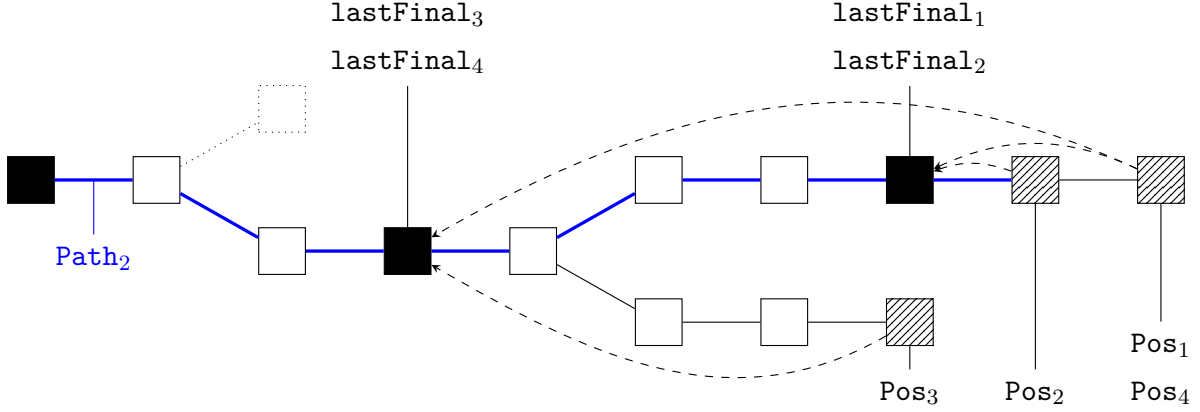 lastFinal₃ lastFinal₁
lastFinal₄ lastFinal₂
Path₂
Pos₁
Pos₃ Pos₂ Pos₄